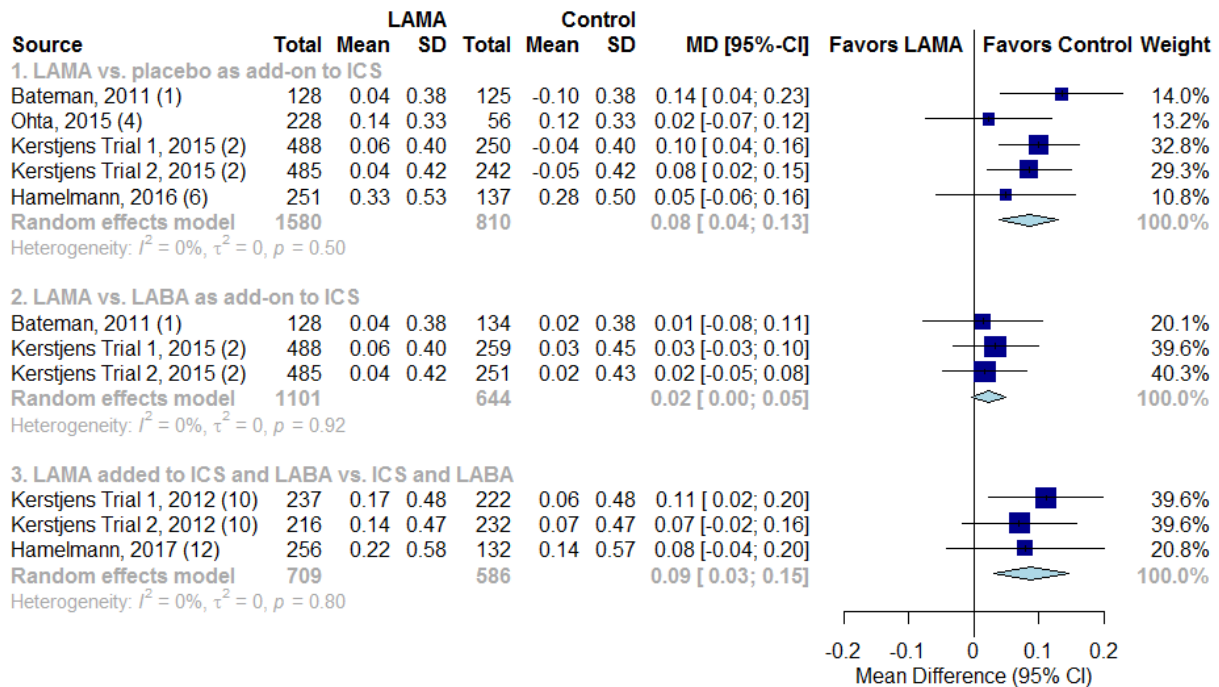 LAMA Control
Source Total Mean SD Total Mean SD MD [95%-CI] Favors LAMA Favors Control Weight
1. LAMA vs. placebo as add-on to ICS
Bateman, 2011 (1) 128 0.04 0.38 125 -0.10 0.38 0.14 [ 0.04; 0.23] 14.0%
Ohta, 2015 (4) 228 0.14 0.33 56 0.12 0.33 0.02 [-0.07; 0.12] 13.2%
Kerstjens Trial 1, 2015 (2) 488 0.06 0.40 250 -0.04 0.40 0.10 [ 0.04; 0.16] 32.8%
Kerstjens Trial 2, 2015 (2) 485 0.04 0.42 242 -0.05 0.42 0.08 [ 0.02; 0.15] 29.3%
Hamelmann, 2016 (6) 251 0.33 0.53 137 0.28 0.50 0.05 [-0.06; 0.16] 10.8%
Random effects model 1580 810 0.08 [ 0.04; 0.13] 100.0%
Heterogeneity: I² = 0%, τ² = 0, p = 0.50
2. LAMA vs. LABA as add-on to ICS
Bateman, 2011 (1) 128 0.04 0.38 134 0.02 0.38 0.01 [-0.08; 0.11] 20.1%
Kerstjens Trial 1, 2015 (2) 488 0.06 0.40 259 0.03 0.45 0.03 [-0.03; 0.10] 39.6%
Kerstjens Trial 2, 2015 (2) 485 0.04 0.42 251 0.02 0.43 0.02 [-0.05; 0.08] 40.3%
Random effects model 1101 644 0.02 [ 0.00; 0.05] 100.0%
Heterogeneity: I² = 0%, τ² = 0, p = 0.92
3. LAMA added to ICS and LABA vs. ICS and LABA
Kerstjens Trial 1, 2012 (10) 237 0.17 0.48 222 0.06 0.48 0.11 [ 0.02; 0.20] 39.6%
Kerstjens Trial 2, 2012 (10) 216 0.14 0.47 232 0.07 0.47 0.07 [-0.02; 0.16] 39.6%
Hamelmann, 2017 (12) 256 0.22 0.58 132 0.14 0.57 0.08 [-0.04; 0.20] 20.8%
Random effects model 709 586 0.09 [ 0.03; 0.15] 100.0%
Heterogeneity: I² = 0%, τ² = 0, p = 0.80
-0.2 -0.1 0 0.1 0.2
Mean Difference (95% CI)